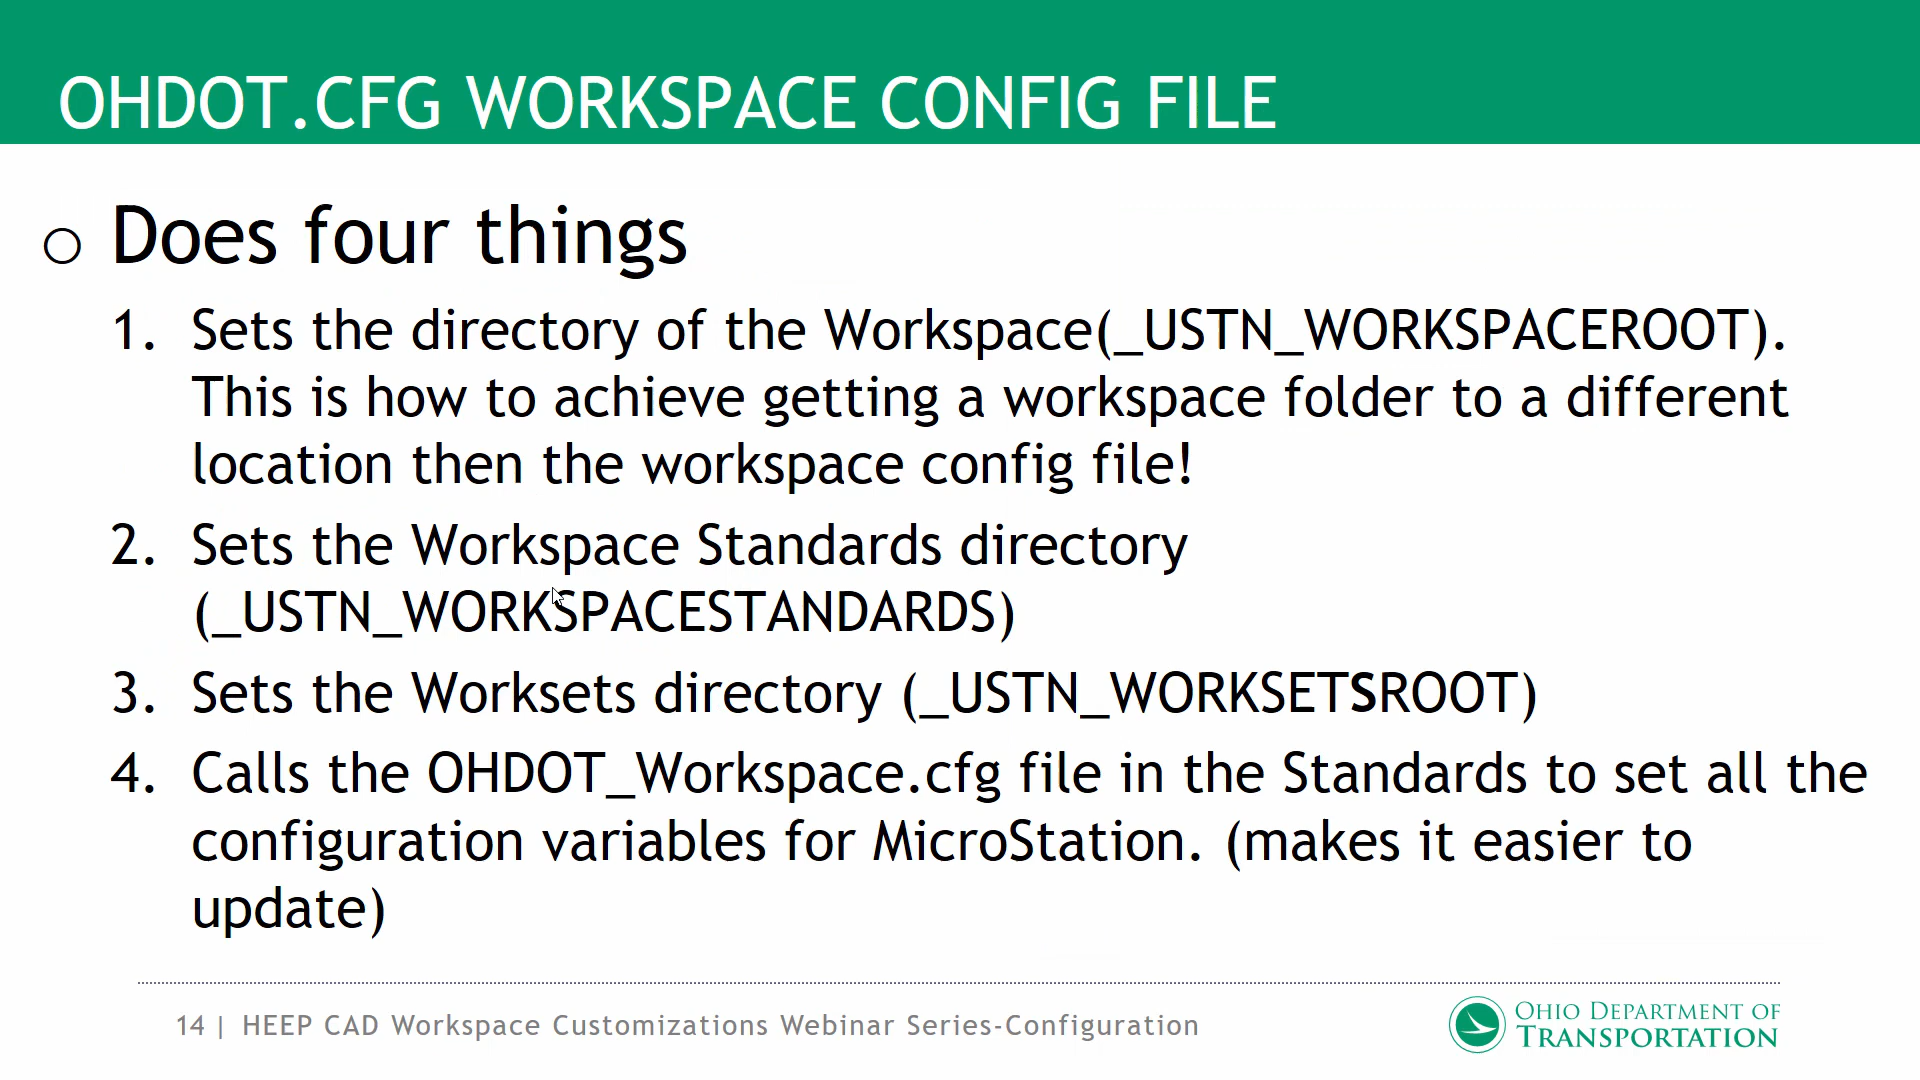 OHDOT.CFG WORKSPACE CONFIG FILE
o Does four things
1. Sets the directory of the Workspace(_USTN_WORKSPACEROOT).
This is how to achieve getting a workspace folder to a different
location then the workspace config file!
2. Sets the Workspace Standards directory
(_USTN_WORKSPACESTANDARDS)
3. Sets the Worksets directory (_USTN_WORKSETSROOT)
4. Calls the OHDOT_Workspace.cfg file in the Standards to set all the
configuration variables for MicroStation. (makes it easier to
update)
14 | HEEP CAD Workspace Customizations Webinar Series-Configuration
OHIO DEPARTMENT OF
TRANSPORTATION